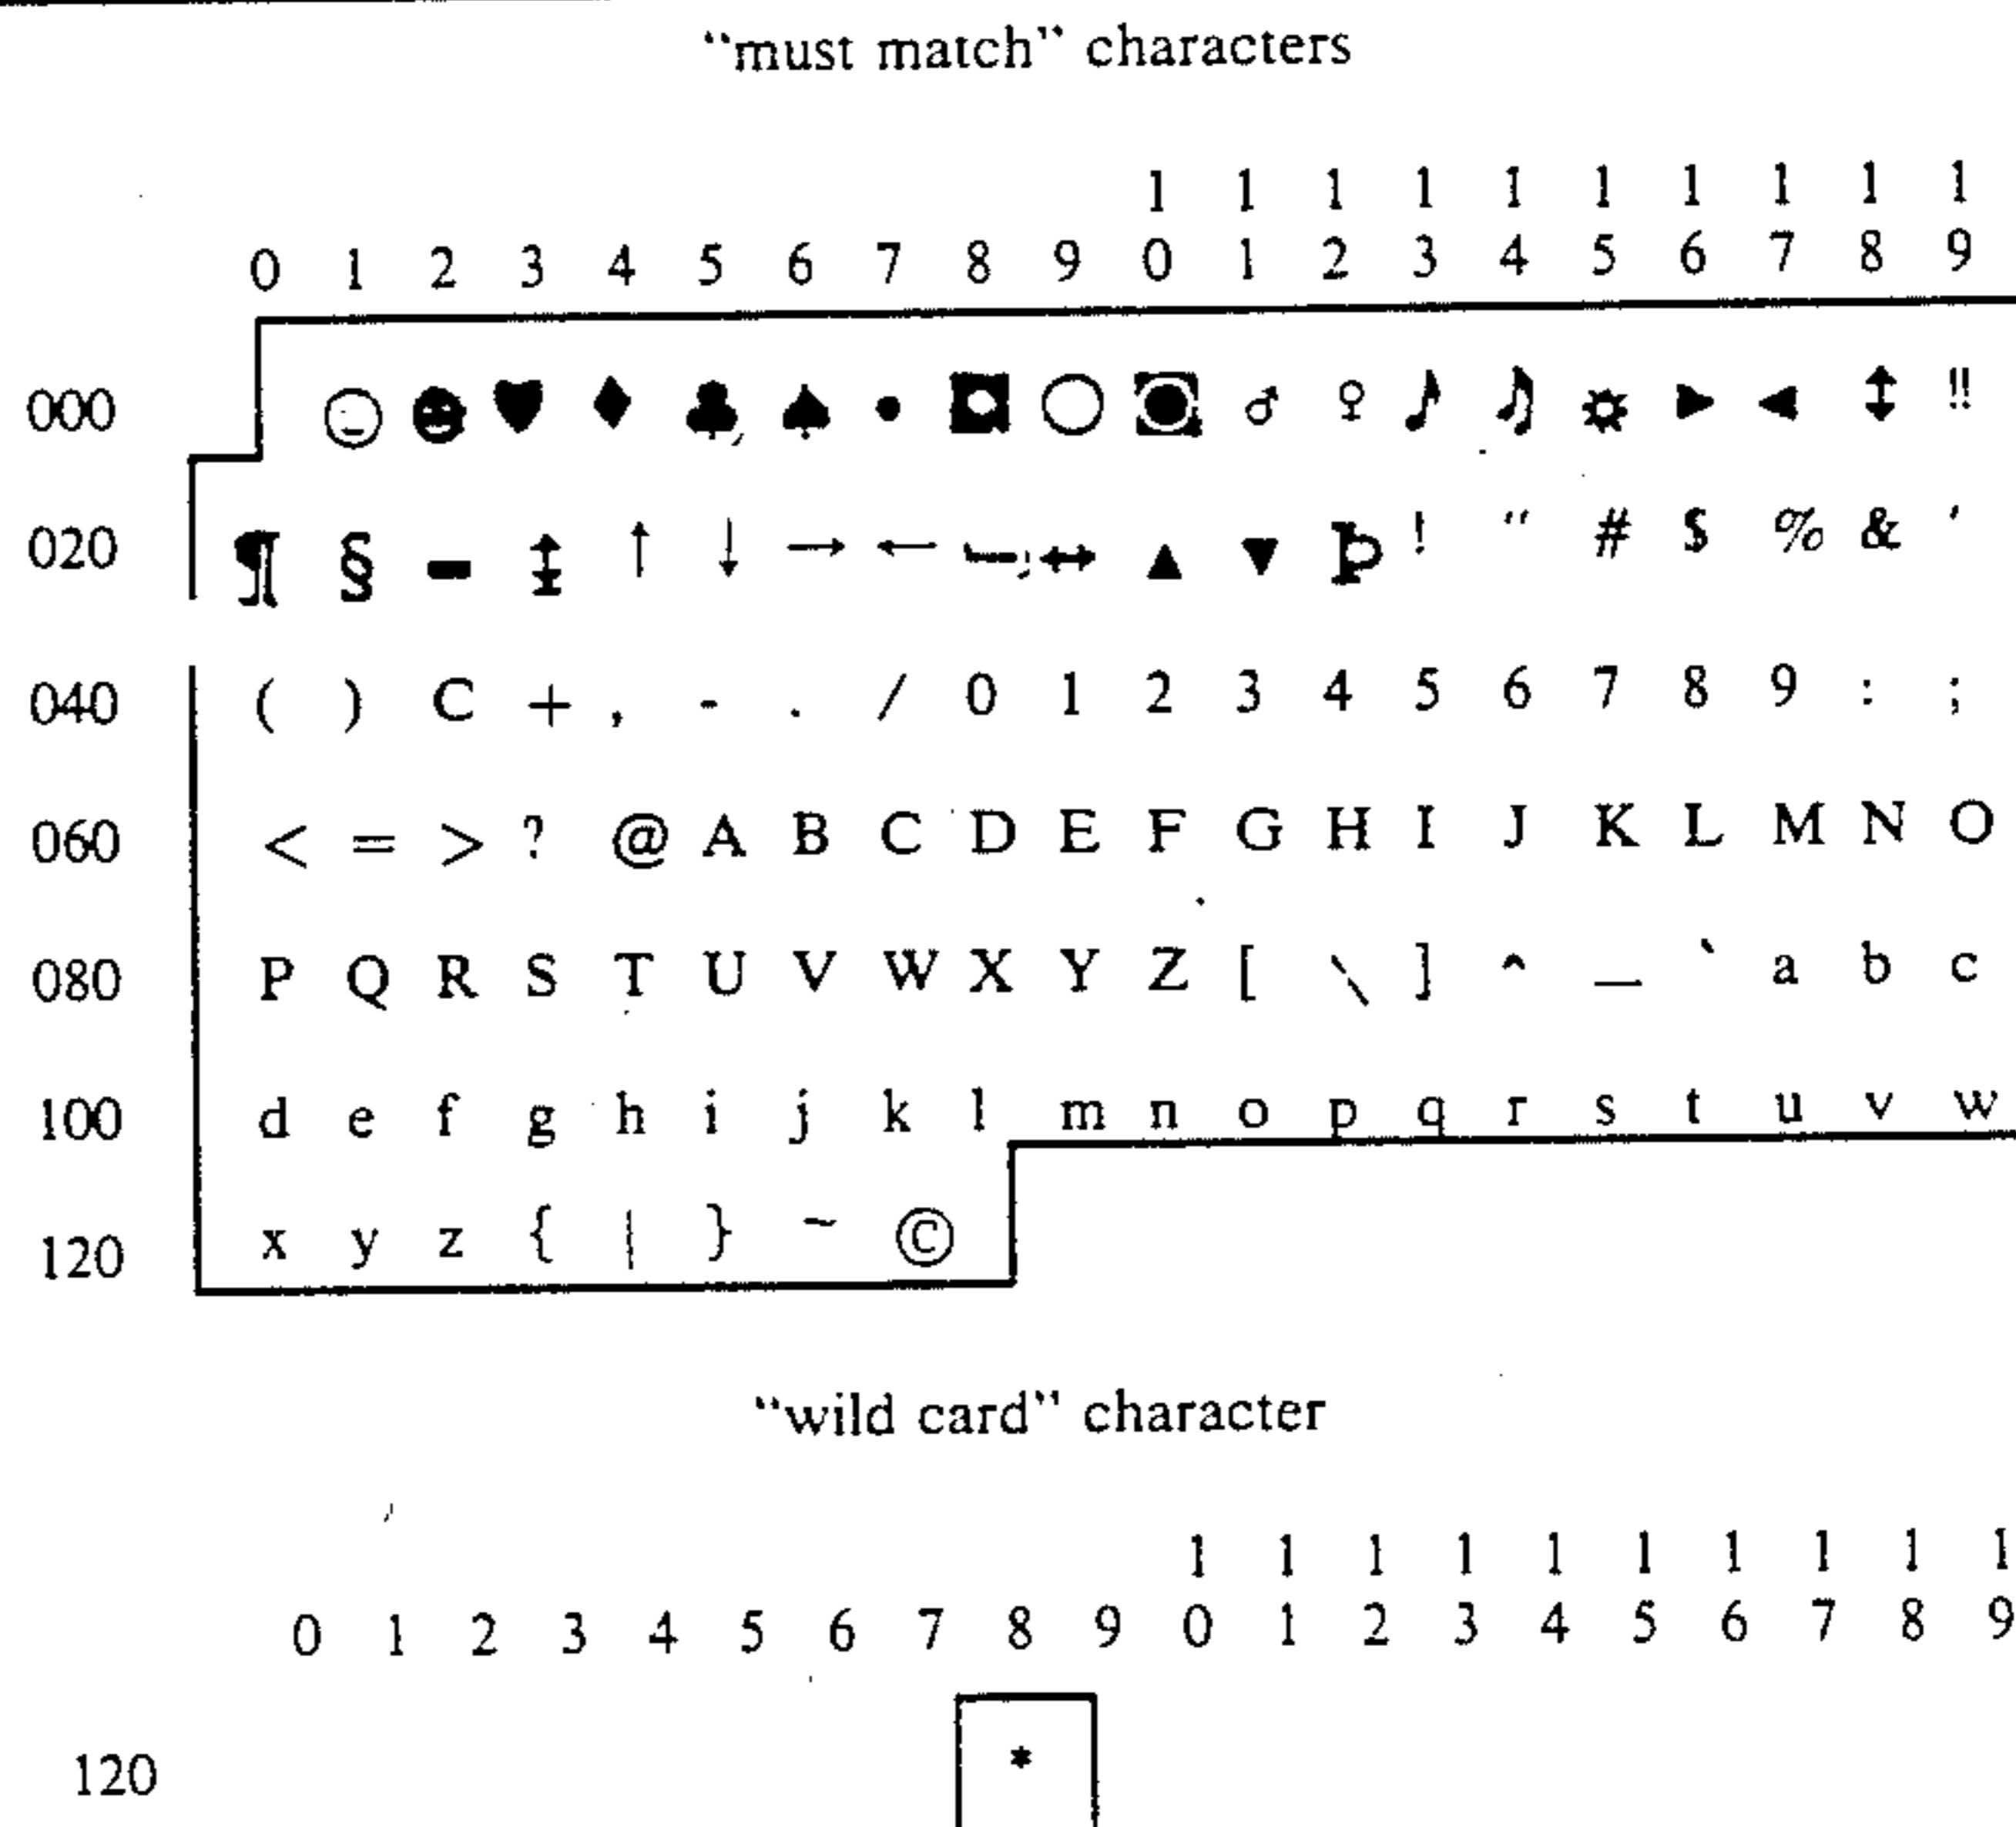 “must match” characters
1 1 1 1 1 1 1 1 1 1
0 1 2 3 4 5 6 7 8 9 0 1 2 3 4 5 6 7 8 9
000 ☺ ☻ ♥ ♦ ♣ ♠ • ◘ ○ ◙ ♂ ♀ ♪ ♫ ☼ ► ◄ ↕ ‼
020 ¶ § ▬ ↨ ↑ ↓ → ← ∟ ↔ ▲ ▼ Þ ! “ # $ % & ‘
040 ( ) C + , - . / 0 1 2 3 4 5 6 7 8 9 : ;
060 < = > ? @ A B C D E F G H I J K L M N O
080 P Q R S T U V W X Y Z [ \ ] ^ _ ` a b c
100 d e f g h i j k l m n o p q r s t u v w
120 x y z { | } ~ ©
“wild card” character
1 1 1 1 1 1 1 1 1 1
0 1 2 3 4 5 6 7 8 9 0 1 2 3 4 5 6 7 8 9
120 *